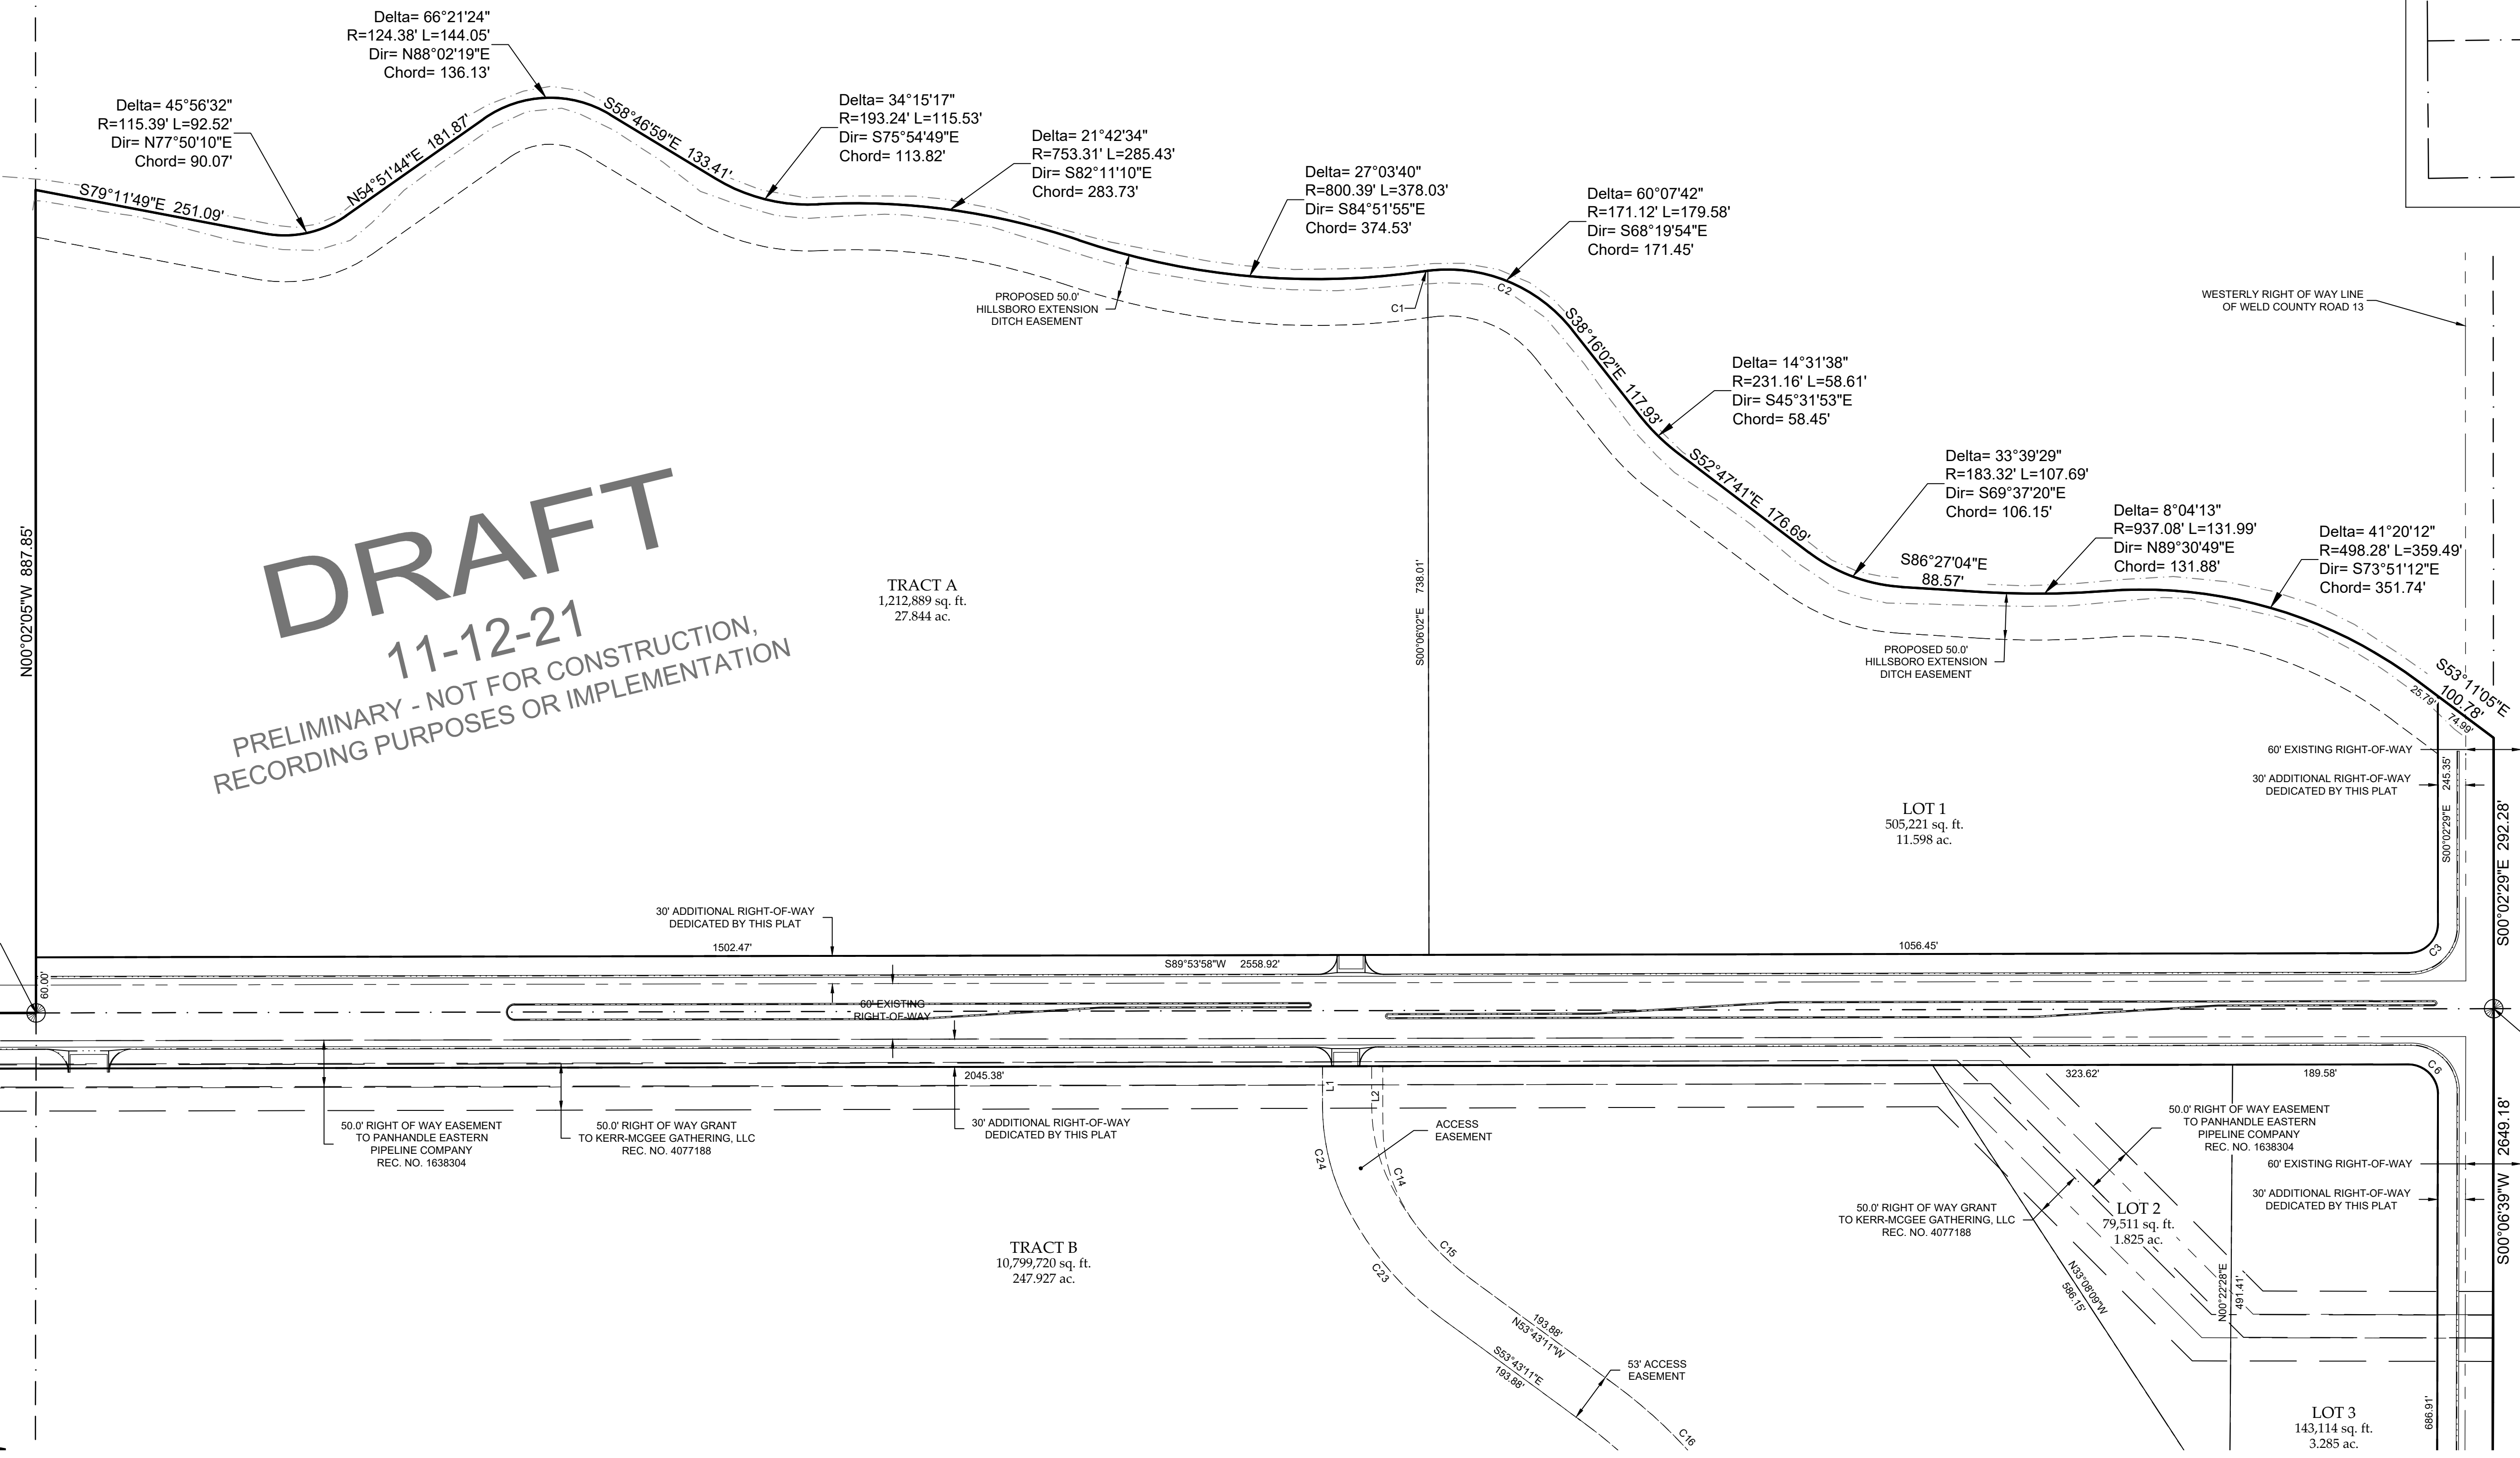 Delta= 66°21'24"
R=124.38' L=144.05'
Dir= N88°02'19"E
Chord= 136.13'
Delta= 45°56'32"
R=115.39' L=92.52'
Dir= N77°50'10"E
Chord= 90.07'
Delta= 34°15'17"
R=193.24' L=115.53'
Dir= S75°54'49"E
Chord= 113.82'
Delta= 21°42'34"
R=753.31' L=285.43'
Dir= S82°11'10"E
Chord= 283.73'
Delta= 27°03'40"
R=800.39' L=378.03'
Dir= S84°51'55"E
Chord= 374.53'
Delta= 60°07'42"
R=171.12' L=179.58'
Dir= S68°19'54"E
Chord= 171.45'
S79°11'49"E 251.09'
N54°51'44"E 181.87'
S58°46'59"E 133.41'
PROPOSED 50.0'
HILLSBORO EXTENSION
DITCH EASEMENT
C1
C2
S38°16'02"E 117.93'
WESTERLY RIGHT OF WAY LINE
OF WELD COUNTY ROAD 13
Delta= 14°31'38"
R=231.16' L=58.61'
Dir= S45°31'53"E
Chord= 58.45'
S52°47'41"E 176.69'
Delta= 33°39'29"
R=183.32' L=107.69'
Dir= S69°37'20"E
Chord= 106.15'
Delta= 8°04'13"
R=937.08' L=131.99'
Dir= N89°30'49"E
Chord= 131.88'
Delta= 41°20'12"
R=498.28' L=359.49'
Dir= S73°51'12"E
Chord= 351.74'
S86°27'04"E
88.57'
N00°02'05"W 887.85'
DRAFT
11-12-21
PRELIMINARY - NOT FOR CONSTRUCTION,
RECORDING PURPOSES OR IMPLEMENTATION
TRACT A
1,212,889 sq. ft.
27.844 ac.
S00°06'02"E 738.01'
PROPOSED 50.0'
HILLSBORO EXTENSION
DITCH EASEMENT
S53°11'05"E
100.78'
25.79'
74.99'
60' EXISTING RIGHT-OF-WAY
30' ADDITIONAL RIGHT-OF-WAY
DEDICATED BY THIS PLAT
S00°02'29"E 245.35'
S00°02'29"E 292.28'
LOT 1
505,221 sq. ft.
11.598 ac.
30' ADDITIONAL RIGHT-OF-WAY
DEDICATED BY THIS PLAT
1502.47'
S89°53'58"W 2558.92'
1056.45'
C3
60.00'
60' EXISTING
RIGHT-OF-WAY
2045.38'
L1
L2
323.62'
189.58'
C6
50.0' RIGHT OF WAY EASEMENT
TO PANHANDLE EASTERN
PIPELINE COMPANY
REC. NO. 1638304
50.0' RIGHT OF WAY GRANT
TO KERR-MCGEE GATHERING, LLC
REC. NO. 4077188
30' ADDITIONAL RIGHT-OF-WAY
DEDICATED BY THIS PLAT
ACCESS
EASEMENT
C24
C14
50.0' RIGHT OF WAY EASEMENT
TO PANHANDLE EASTERN
PIPELINE COMPANY
REC. NO. 1638304
60' EXISTING RIGHT-OF-WAY
30' ADDITIONAL RIGHT-OF-WAY
DEDICATED BY THIS PLAT
S00°06'39"W 2649.18'
50.0' RIGHT OF WAY GRANT
TO KERR-MCGEE GATHERING, LLC
REC. NO. 4077188
LOT 2
79,511 sq. ft.
1.825 ac.
TRACT B
10,799,720 sq. ft.
247.927 ac.
C15
C23
N33°08'09"W
586.15'
N00°22'28"E
491.41'
193.88'
N53°43'11"W
S53°43'11"E
193.88'
53' ACCESS
EASEMENT
C16
LOT 3
143,114 sq. ft.
3.285 ac.
686.91'